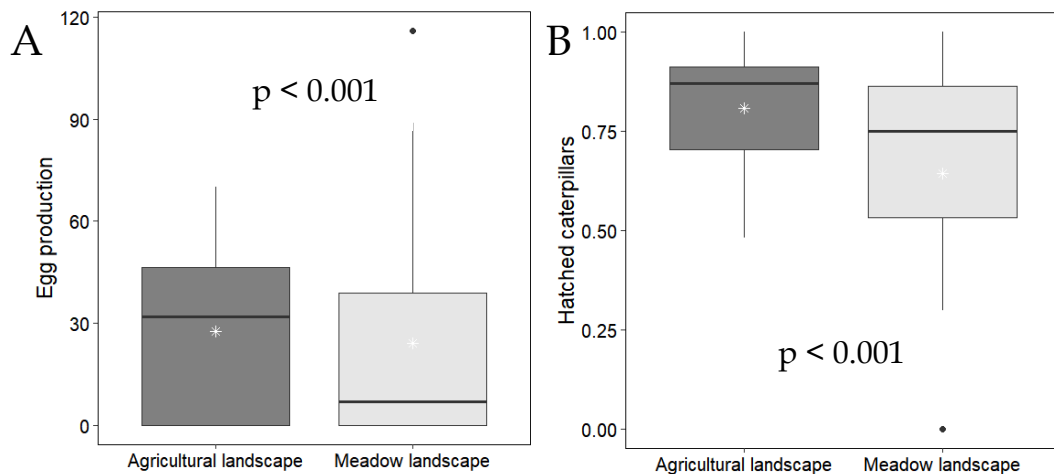 A
Egg production
120
90
60
30
0
p < 0.001
Agricultural landscape
Meadow landscape
B
Hatched caterpillars
1.00
0.75
0.50
0.25
0.00
p < 0.001
Agricultural landscape
Meadow landscape